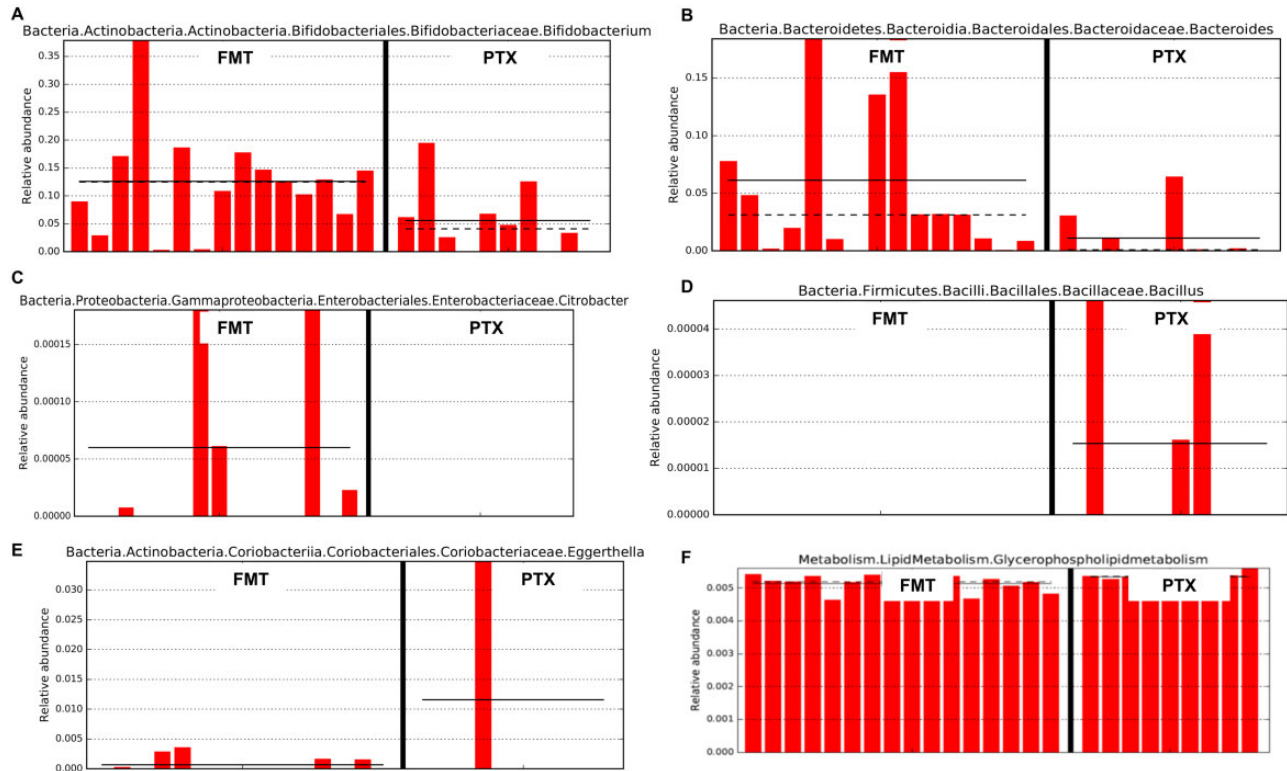 A
Bacteria.Actinobacteria.Actinobacteria.Bifidobacteriales.Bifidobacteriaceae.Bifidobacterium
FMT
PTX
Relative abundance
0.35
0.30
0.25
0.20
0.15
0.10
0.05
0.00
B
Bacteria.Bacteroidetes.Bacteroidia.Bacteroidales.Bacteroidaceae.Bacteroides
FMT
PTX
Relative abundance
0.15
0.10
0.05
0.00
C
Bacteria.Proteobacteria.Gammaproteobacteria.Enterobacteriales.Enterobacteriaceae.Citrobacter
FMT
PTX
Relative abundance
0.00015
0.00010
0.00005
0.00000
D
Bacteria.Firmicutes.Bacilli.Bacillales.Bacillaceae.Bacillus
FMT
PTX
Relative abundance
0.00004
0.00003
0.00002
0.00001
0.00000
E
Bacteria.Actinobacteria.Coriobacteriia.Coriobacteriales.Coriobacteriaceae.Eggerthella
FMT
PTX
Relative abundance
0.030
0.025
0.020
0.015
0.010
0.005
0.000
F
Metabolism.LipidMetabolism.Glycerophospholipidmetabolism
FMT
PTX
Relative abundance
0.005
0.004
0.003
0.002
0.001
0.000